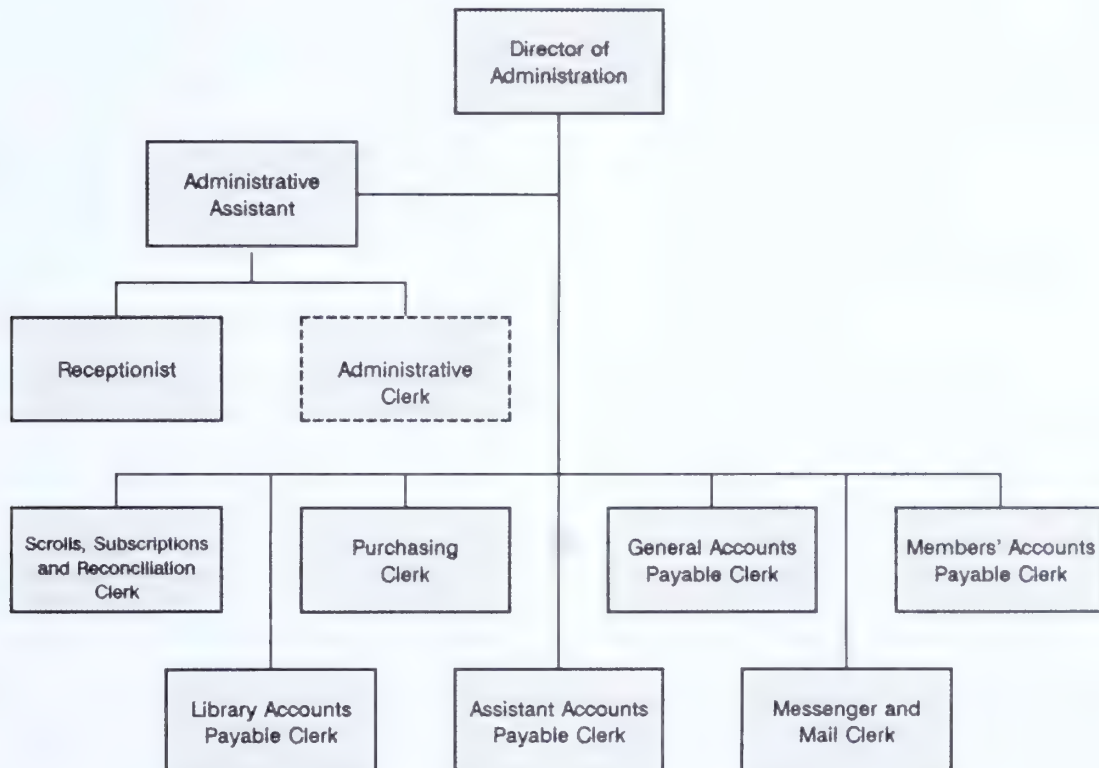 Director of
Administration
Administrative
Assistant
Receptionist
Administrative
Clerk
Scrolls, Subscriptions
and Reconciliation
Clerk
Purchasing
Clerk
General Accounts
Payable Clerk
Members' Accounts
Payable Clerk
Library Accounts
Payable Clerk
Assistant Accounts
Payable Clerk
Messenger and
Mail Clerk